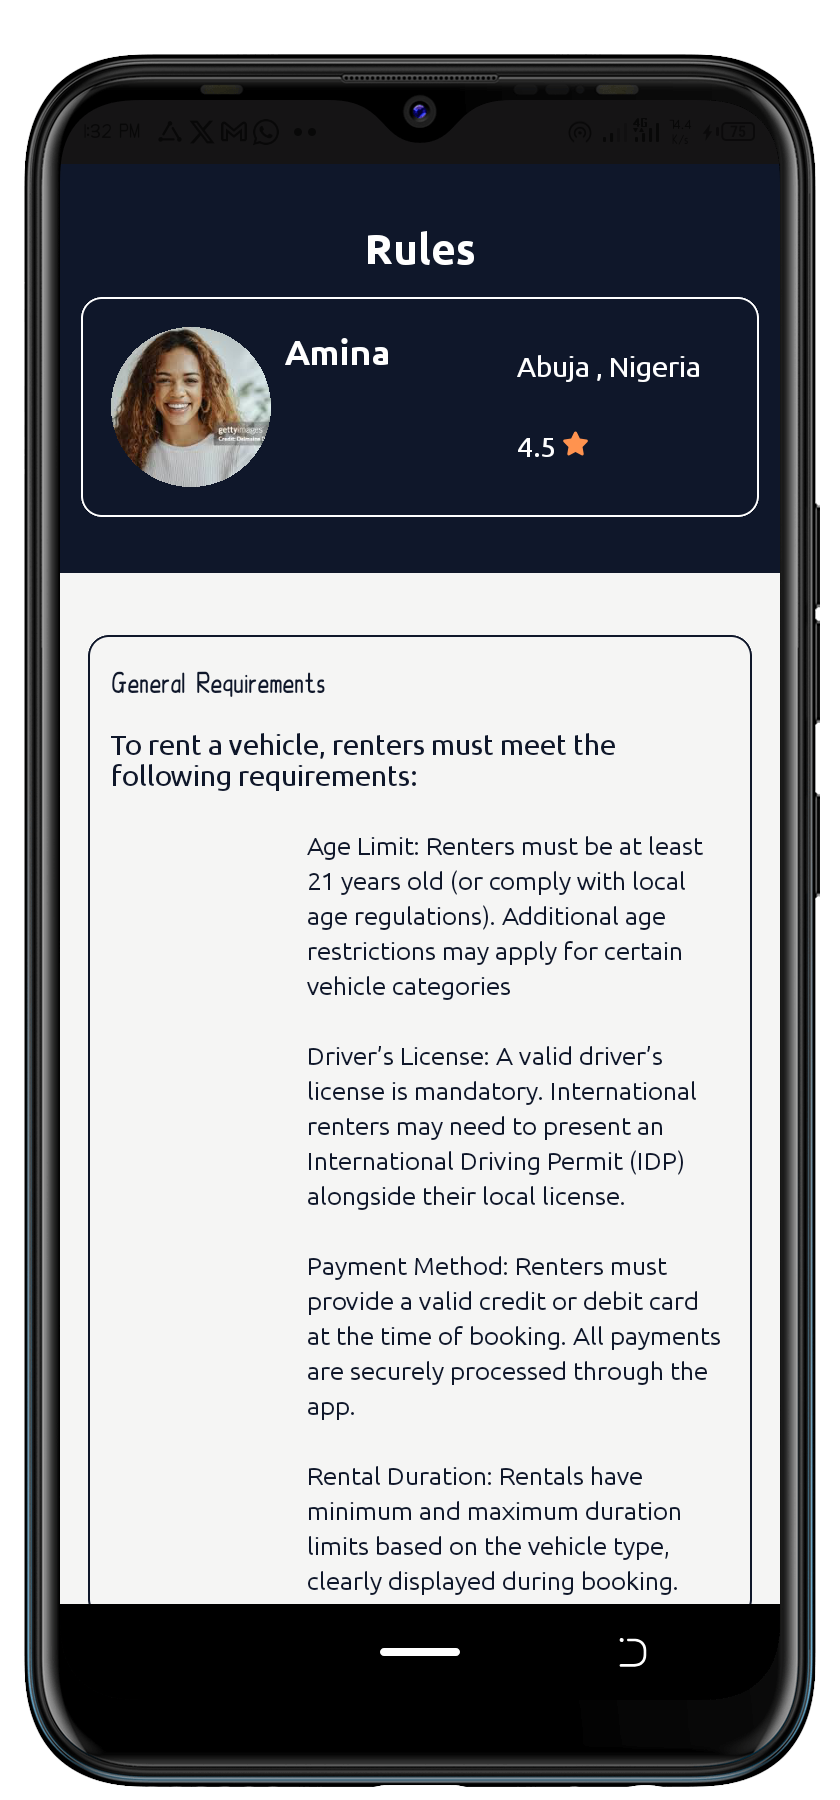 :32 PM
4G
75
Rules
Amina
Abuja , Nigeria
4.5
gettyimages
General Requirements
To rent a vehicle, renters must meet the
following requirements:
Age Limit: Renters must be at least
21 years old (or comply with local
age regulations). Additional age
restrictions may apply for certain
vehicle categories
Driver’s License: A valid driver’s
license is mandatory. International
renters may need to present an
International Driving Permit (IDP)
alongside their local license.
Payment Method: Renters must
provide a valid credit or debit card
at the time of booking. All payments
are securely processed through the
app.
Rental Duration: Rentals have
minimum and maximum duration
limits based on the vehicle type,
clearly displayed during booking.